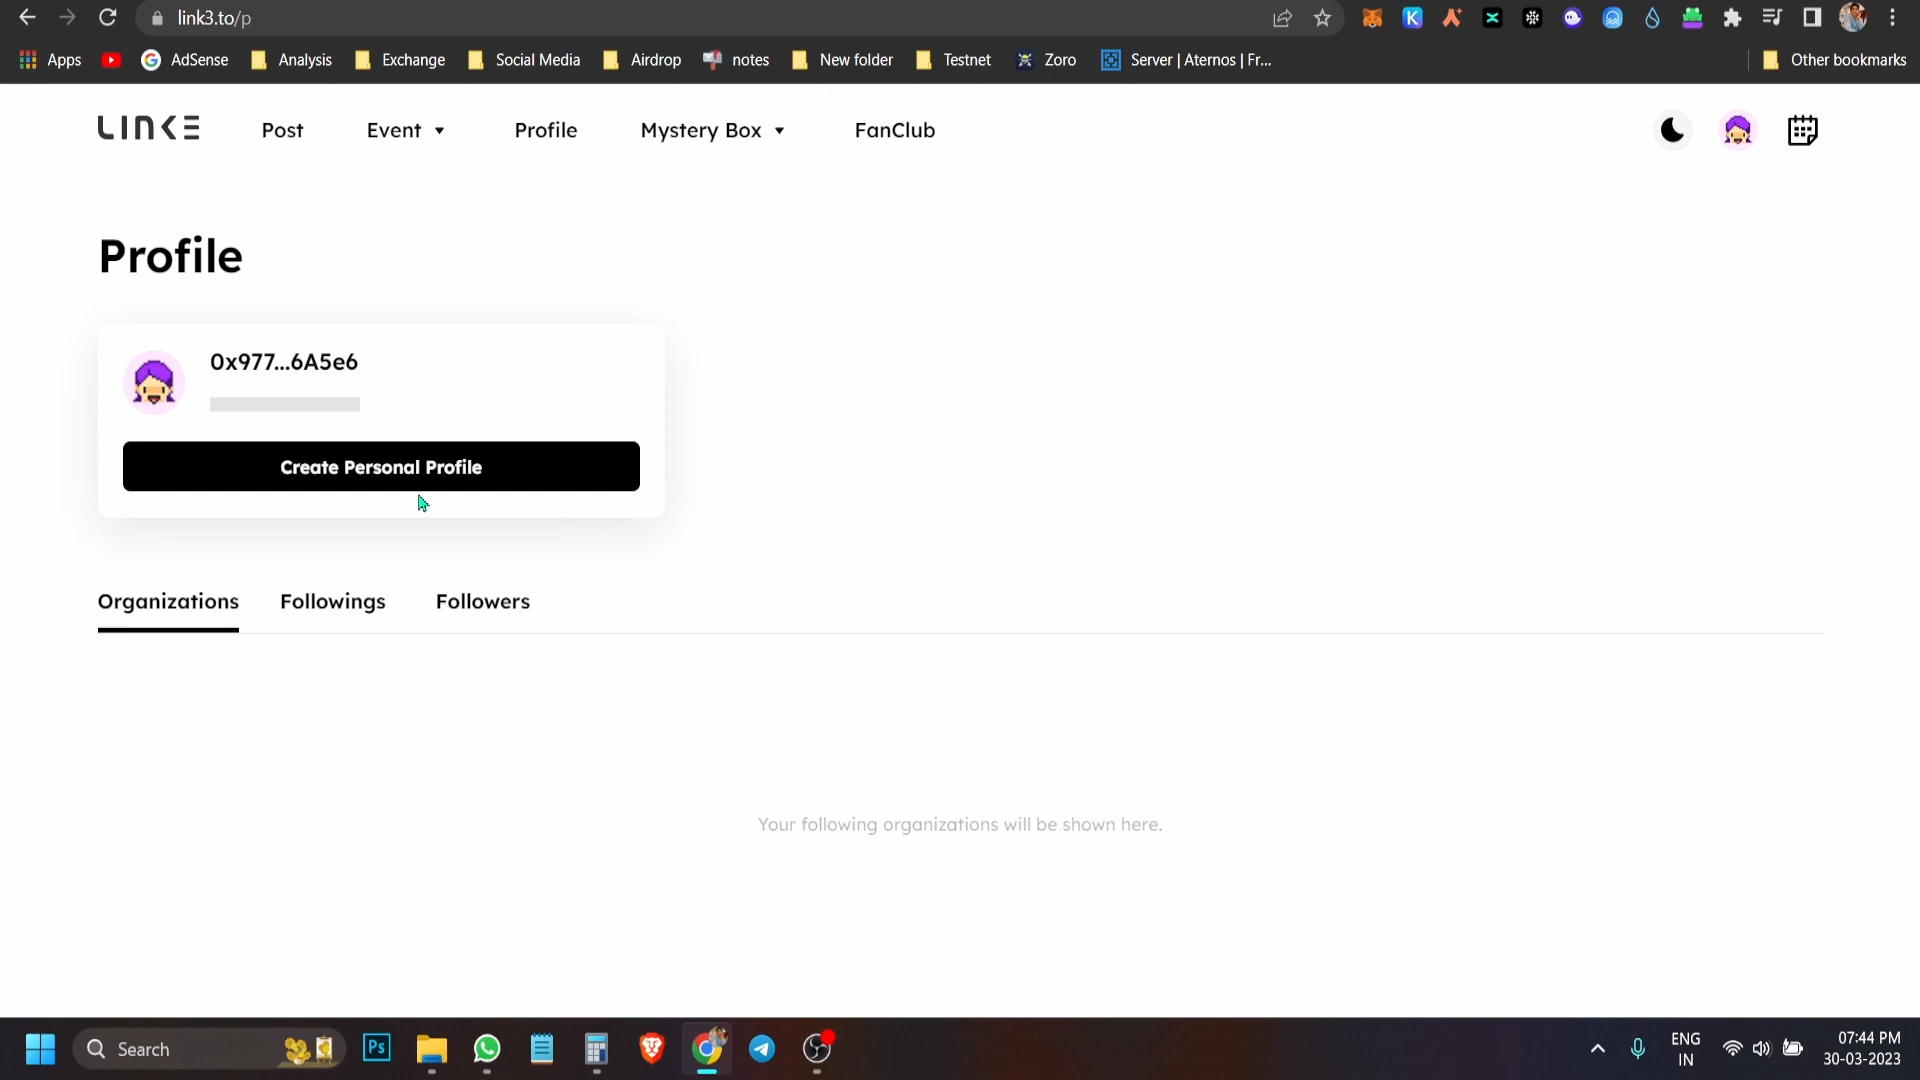 link3.to/p
Apps AdSense Analysis Exchange Social Media Airdrop notes New folder Testnet Zoro Server | Aternos | Fr... Other bookmarks
LINK3 Post Event Profile Mystery Box FanClub
Profile
0x977...6A5e6
Create Personal Profile
Organizations Followings Followers
Your following organizations will be shown here.
Search Ps ENG IN 07:44 PM
30-03-2023